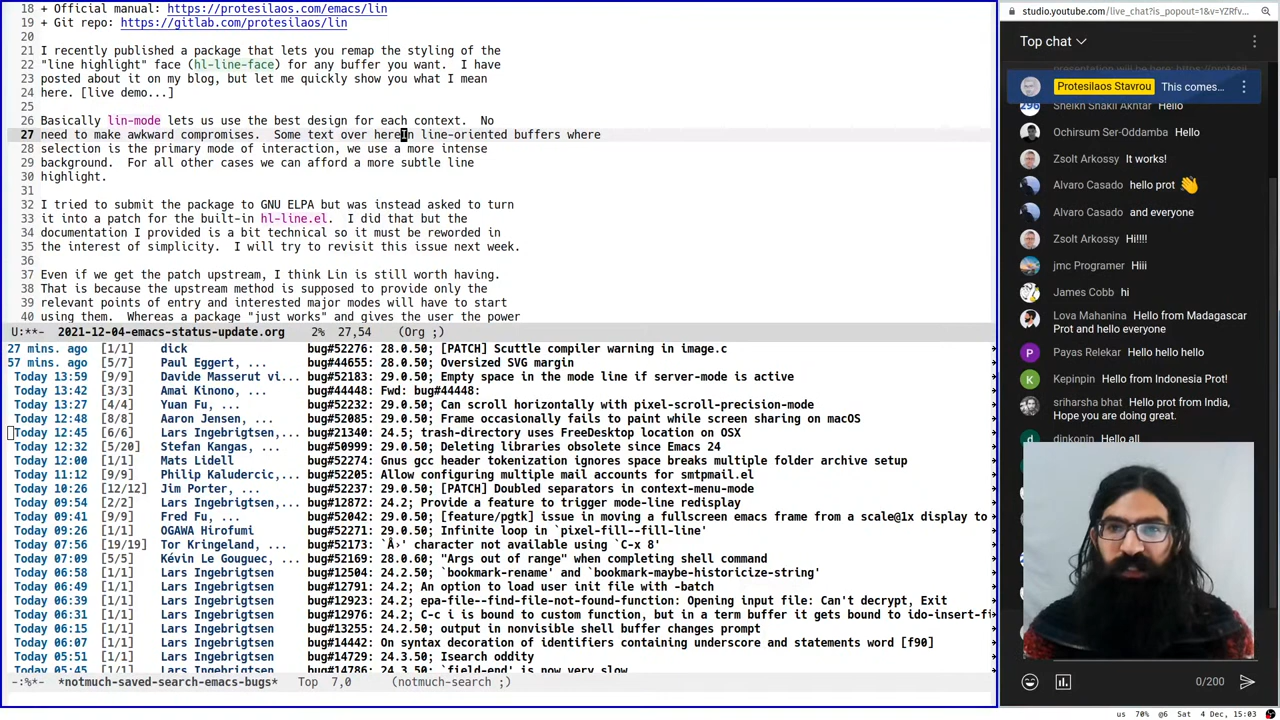 18 + Official manual: https://protesilaos.com/emacs/lin
19 + Git repo: https://gitlab.com/protesilaos/lin
20
21 I recently published a package that lets you remap the styling of the
22 "line highlight" face (hl-line-face) for any buffer you want.  I have
23 posted about it on my blog, but let me quickly show you what I mean
24 here. [live demo...]
25
26 Basically lin-mode lets us use the best design for each context.  No
27 need to make awkward compromises.  Some text over hereIn line-oriented buffers where
28 selection is the primary mode of interaction, we use a more intense
29 background.  For all other cases we can afford a more subtle line
30 highlight.
31
32 I tried to submit the package to GNU ELPA but was instead asked to turn
33 it into a patch for the built-in hl-line.el.  I did that but the
34 documentation I provided is a bit technical so it must be reworded in
35 the interest of simplicity.  I will try to revisit this issue next week.
36
37 Even if we get the patch upstream, I think Lin is still worth having.
38 That is because the upstream method is supposed to provide only the
39 relevant points of entry and interested major modes will have to start
40 using them.  Whereas a package "just works" and gives the user the power
U:**-  2021-12-04-emacs-status-update.org   2%  27,54   (Org ;)
27 mins. ago  [1/1]  dick  bug#52276: 28.0.50; [PATCH] Scuttle compiler warning in image.c
57 mins. ago  [5/7]  Paul Eggert, ...  bug#44655: 28.0.50; Oversized SVG margin
Today 13:59  [9/9]  Davide Masserut vi...  bug#52183: 29.0.50; Empty space in the mode line if server-mode is active
Today 13:42  [3/3]  Amai Kinono, ...  bug#44448: Fwd: bug#44448:
Today 13:27  [4/4]  Yuan Fu, ...  bug#52232: 29.0.50; Can scroll horizontally with pixel-scroll-precision-mode
Today 12:48  [8/8]  Aaron Jensen, ...  bug#52085: 29.0.50; Frame occasionally fails to paint while screen sharing on macOS
Today 12:45  [6/6]  Lars Ingebrigtsen,...  bug#21340: 24.5; trash-directory uses FreeDesktop location on OSX
Today 12:32  [5/20]  Stefan Kangas, ...  bug#50999: 29.0.50; Deleting libraries obsolete since Emacs 24
Today 12:00  [1/1]  Mats Lidell  bug#52274: Gnus gcc header tokenization ignores space breaks multiple folder archive setup
Today 11:12  [9/9]  Philip Kaludercic,...  bug#52205: Allow configuring multiple mail accounts for smtpmail.el
Today 10:26  [12/12]  Jim Porter, ...  bug#52237: 29.0.50; [PATCH] Doubled separators in context-menu-mode
Today 09:54  [2/2]  Lars Ingebrigtsen,...  bug#12872: 24.2; Provide a feature to trigger mode-line redisplay
Today 09:41  [9/9]  Fred Fu, ...  bug#52042: 29.0.50; [feature/pgtk] issue in moving a fullscreen emacs frame from a scale@1x display to
Today 09:26  [1/1]  OGAWA Hirofumi  bug#52271: 29.0.50; Infinite loop in `pixel-fill--fill-line'
Today 07:56  [19/19]  Tor Kringeland, ...  bug#52173: `Å›' character not available using `C-x 8'
Today 07:09  [5/5]  Kévin Le Gouguec, ...  bug#52169: 28.0.60; "Args out of range" when completing shell command
Today 06:58  [1/1]  Lars Ingebrigtsen  bug#12504: 24.2.50; `bookmark-rename' and `bookmark-maybe-historicize-string'
Today 06:48  [1/1]  Lars Ingebrigtsen  bug#12791: 24.2; An option to load user init file with -batch
Today 06:39  [1/1]  Lars Ingebrigtsen  bug#12923: 24.2; epa-file--find-file-not-found-function: Opening input file: Can't decrypt, Exit
Today 06:31  [1/1]  Lars Ingebrigtsen  bug#12976: 24.2; C-c i is bound to custom function, but in a term buffer it gets bound to ido-insert-fi
Today 06:15  [1/1]  Lars Ingebrigtsen  bug#13255: 24.2.50; output in nonvisible shell buffer changes prompt
Today 06:07  [1/1]  Lars Ingebrigtsen  bug#14442: On syntax decoration of identifiers containing underscore and statements word [f90]
Today 05:51  [1/1]  Lars Ingebrigtsen  bug#14729: 24.3.50; Isearch oddity
Today 05:45  [1/1]  Lars Ingebrigtsen  bug#14786: 24.3.50; `field-end' is now very slow
-:%*-  *notmuch-saved-search-emacs-bugs*   Top  7,0   (notmuch-search ;)
studio.youtube.com/live_chat?is_popout=1&v=YZRfv...
Top chat
Protesilaos Stavrou This comes...
Sheikh Shakil Akhtar Hello
Ochirsum Ser-Oddamba Hello
Zsolt Arkossy It works!
Alvaro Casado hello prot 👋
Alvaro Casado and everyone
Zsolt Arkossy Hi!!!!
jmc Programer Hiii
James Cobb hi
Lova Mahanina Hello from Madagascar
Prot and hello everyone
Payas Relekar Hello hello hello
Kepinpin Hello from Indonesia Prot!
sriharsha bhat Hello prot from India,
Hope you are doing great.
dinkopin Hello all
0/200
us 70% @6 Sat 4 Dec, 15:03